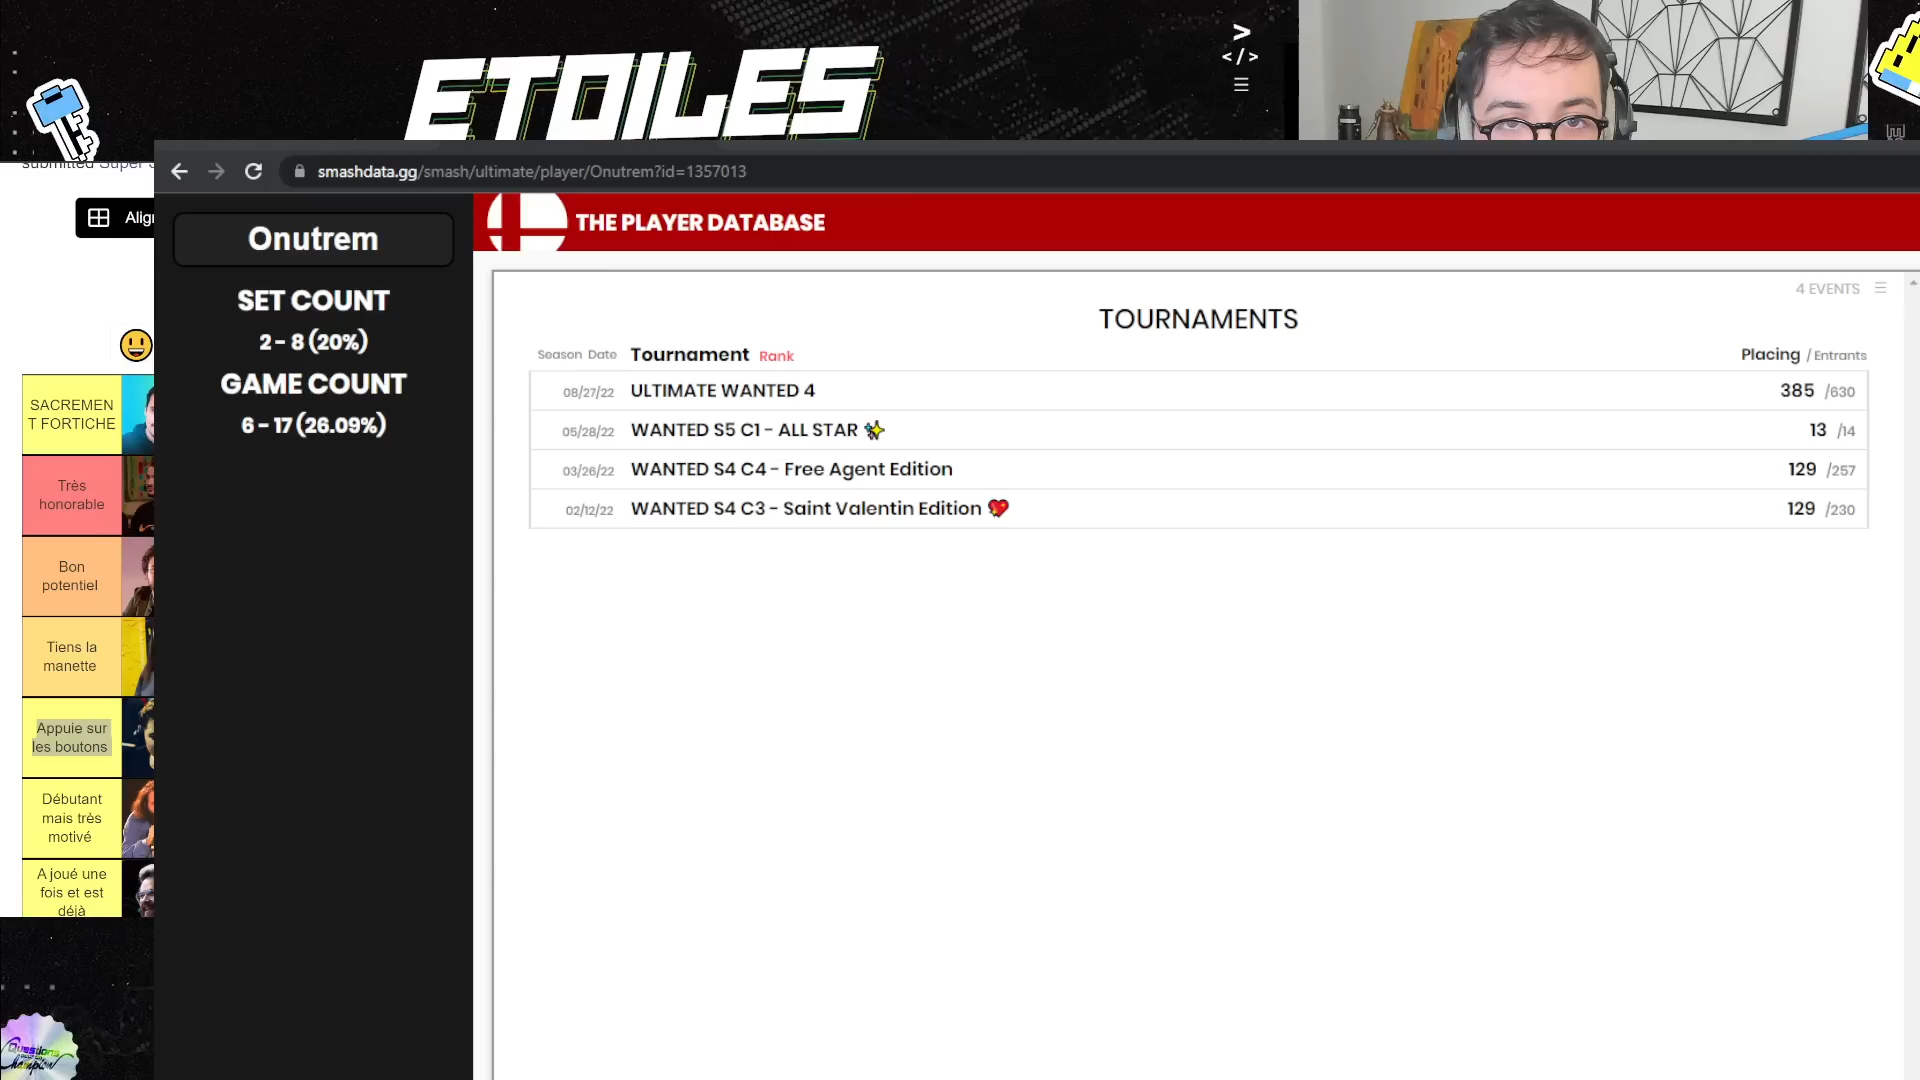 ETOILES
>
</>
smashdata.gg/smash/ultimate/player/Onutrem?id=1357013
Onutrem
SET COUNT
2 - 8 (20%)
GAME COUNT
6 - 17 (26.09%)
THE PLAYER DATABASE
4 EVENTS
TOURNAMENTS
Season Date Tournament Rank Placing / Entrants
08/27/22 ULTIMATE WANTED 4 385 /630
05/28/22 WANTED S5 C1 - ALL STAR ✨ 13 /14
03/26/22 WANTED S4 C4 - Free Agent Edition 129 /257
02/12/22 WANTED S4 C3 - Saint Valentin Edition 💖 129 /230
submitted Super
Alig
SACREMEN
T FORTICHE
Très
honorable
Bon
potentiel
Tiens la
manette
Appuie sur
les boutons
Débutant
mais très
motivé
A joué une
fois et est
déjà
Questions
Champion